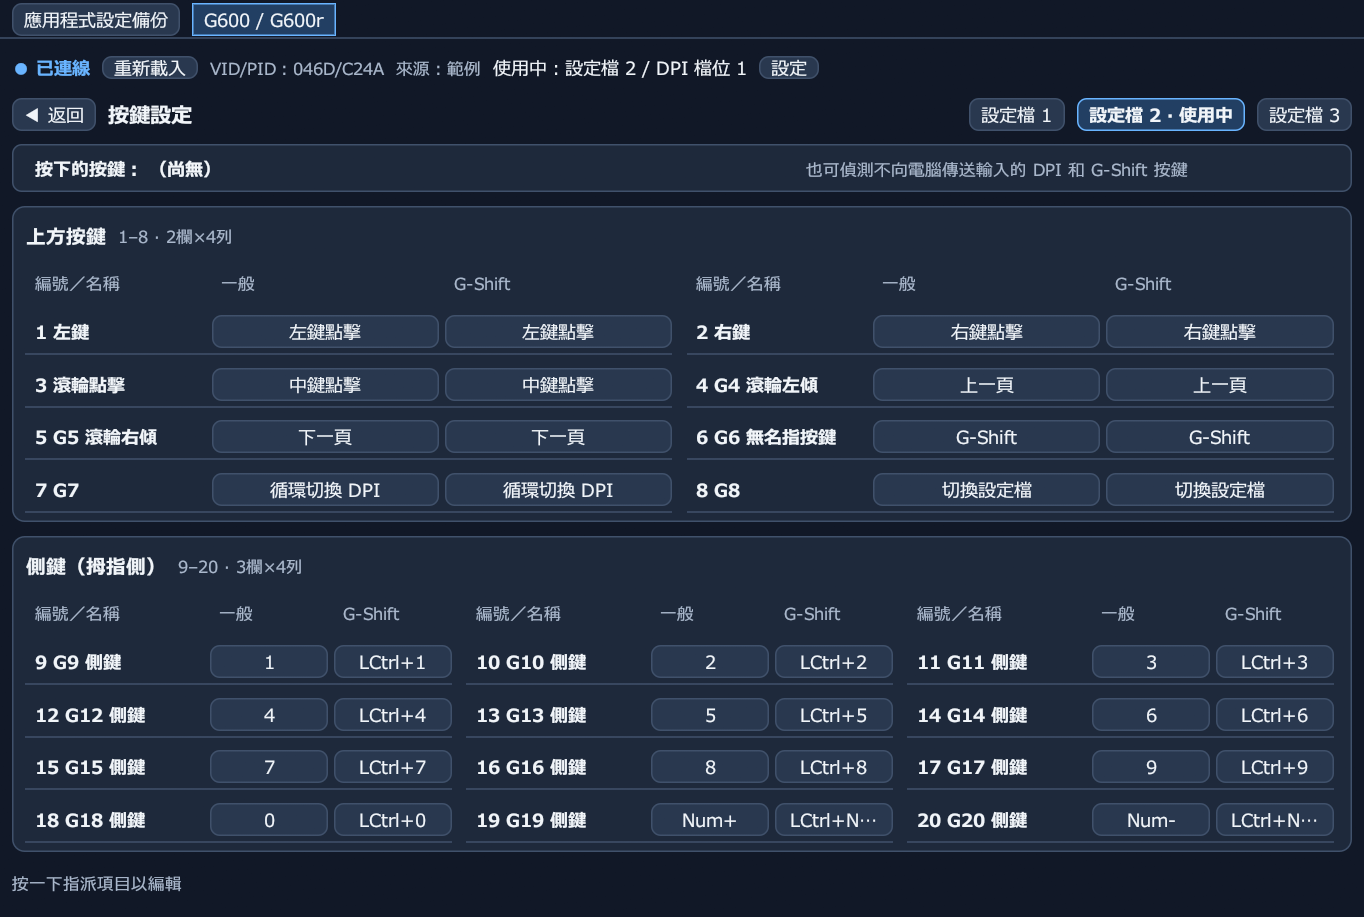 應用程式設定備份 G600 / G600r
已連線 重新載入 VID/PID：046D/C24A 來源：範例 使用中：設定檔 2 / DPI 檔位 1 設定
◀ 返回 按鍵設定 設定檔 1 設定檔 2 · 使用中 設定檔 3
按下的按鍵： （尚無） 也可偵測不向電腦傳送輸入的 DPI 和 G-Shift 按鍵
上方按鍵 1–8 · 2欄×4列
編號／名稱 一般 G-Shift 編號／名稱 一般 G-Shift
1 左鍵 左鍵點擊 左鍵點擊 2 右鍵 右鍵點擊 右鍵點擊
3 滾輪點擊 中鍵點擊 中鍵點擊 4 G4 滾輪左傾 上一頁 上一頁
5 G5 滾輪右傾 下一頁 下一頁 6 G6 無名指按鍵 G-Shift G-Shift
7 G7 循環切換 DPI 循環切換 DPI 8 G8 切換設定檔 切換設定檔
側鍵（拇指側） 9–20 · 3欄×4列
編號／名稱 一般 G-Shift 編號／名稱 一般 G-Shift 編號／名稱 一般 G-Shift
9 G9 側鍵 1 LCtrl+1 10 G10 側鍵 2 LCtrl+2 11 G11 側鍵 3 LCtrl+3
12 G12 側鍵 4 LCtrl+4 13 G13 側鍵 5 LCtrl+5 14 G14 側鍵 6 LCtrl+6
15 G15 側鍵 7 LCtrl+7 16 G16 側鍵 8 LCtrl+8 17 G17 側鍵 9 LCtrl+9
18 G18 側鍵 0 LCtrl+0 19 G19 側鍵 Num+ LCtrl+N… 20 G20 側鍵 Num- LCtrl+N…
按一下指派項目以編輯